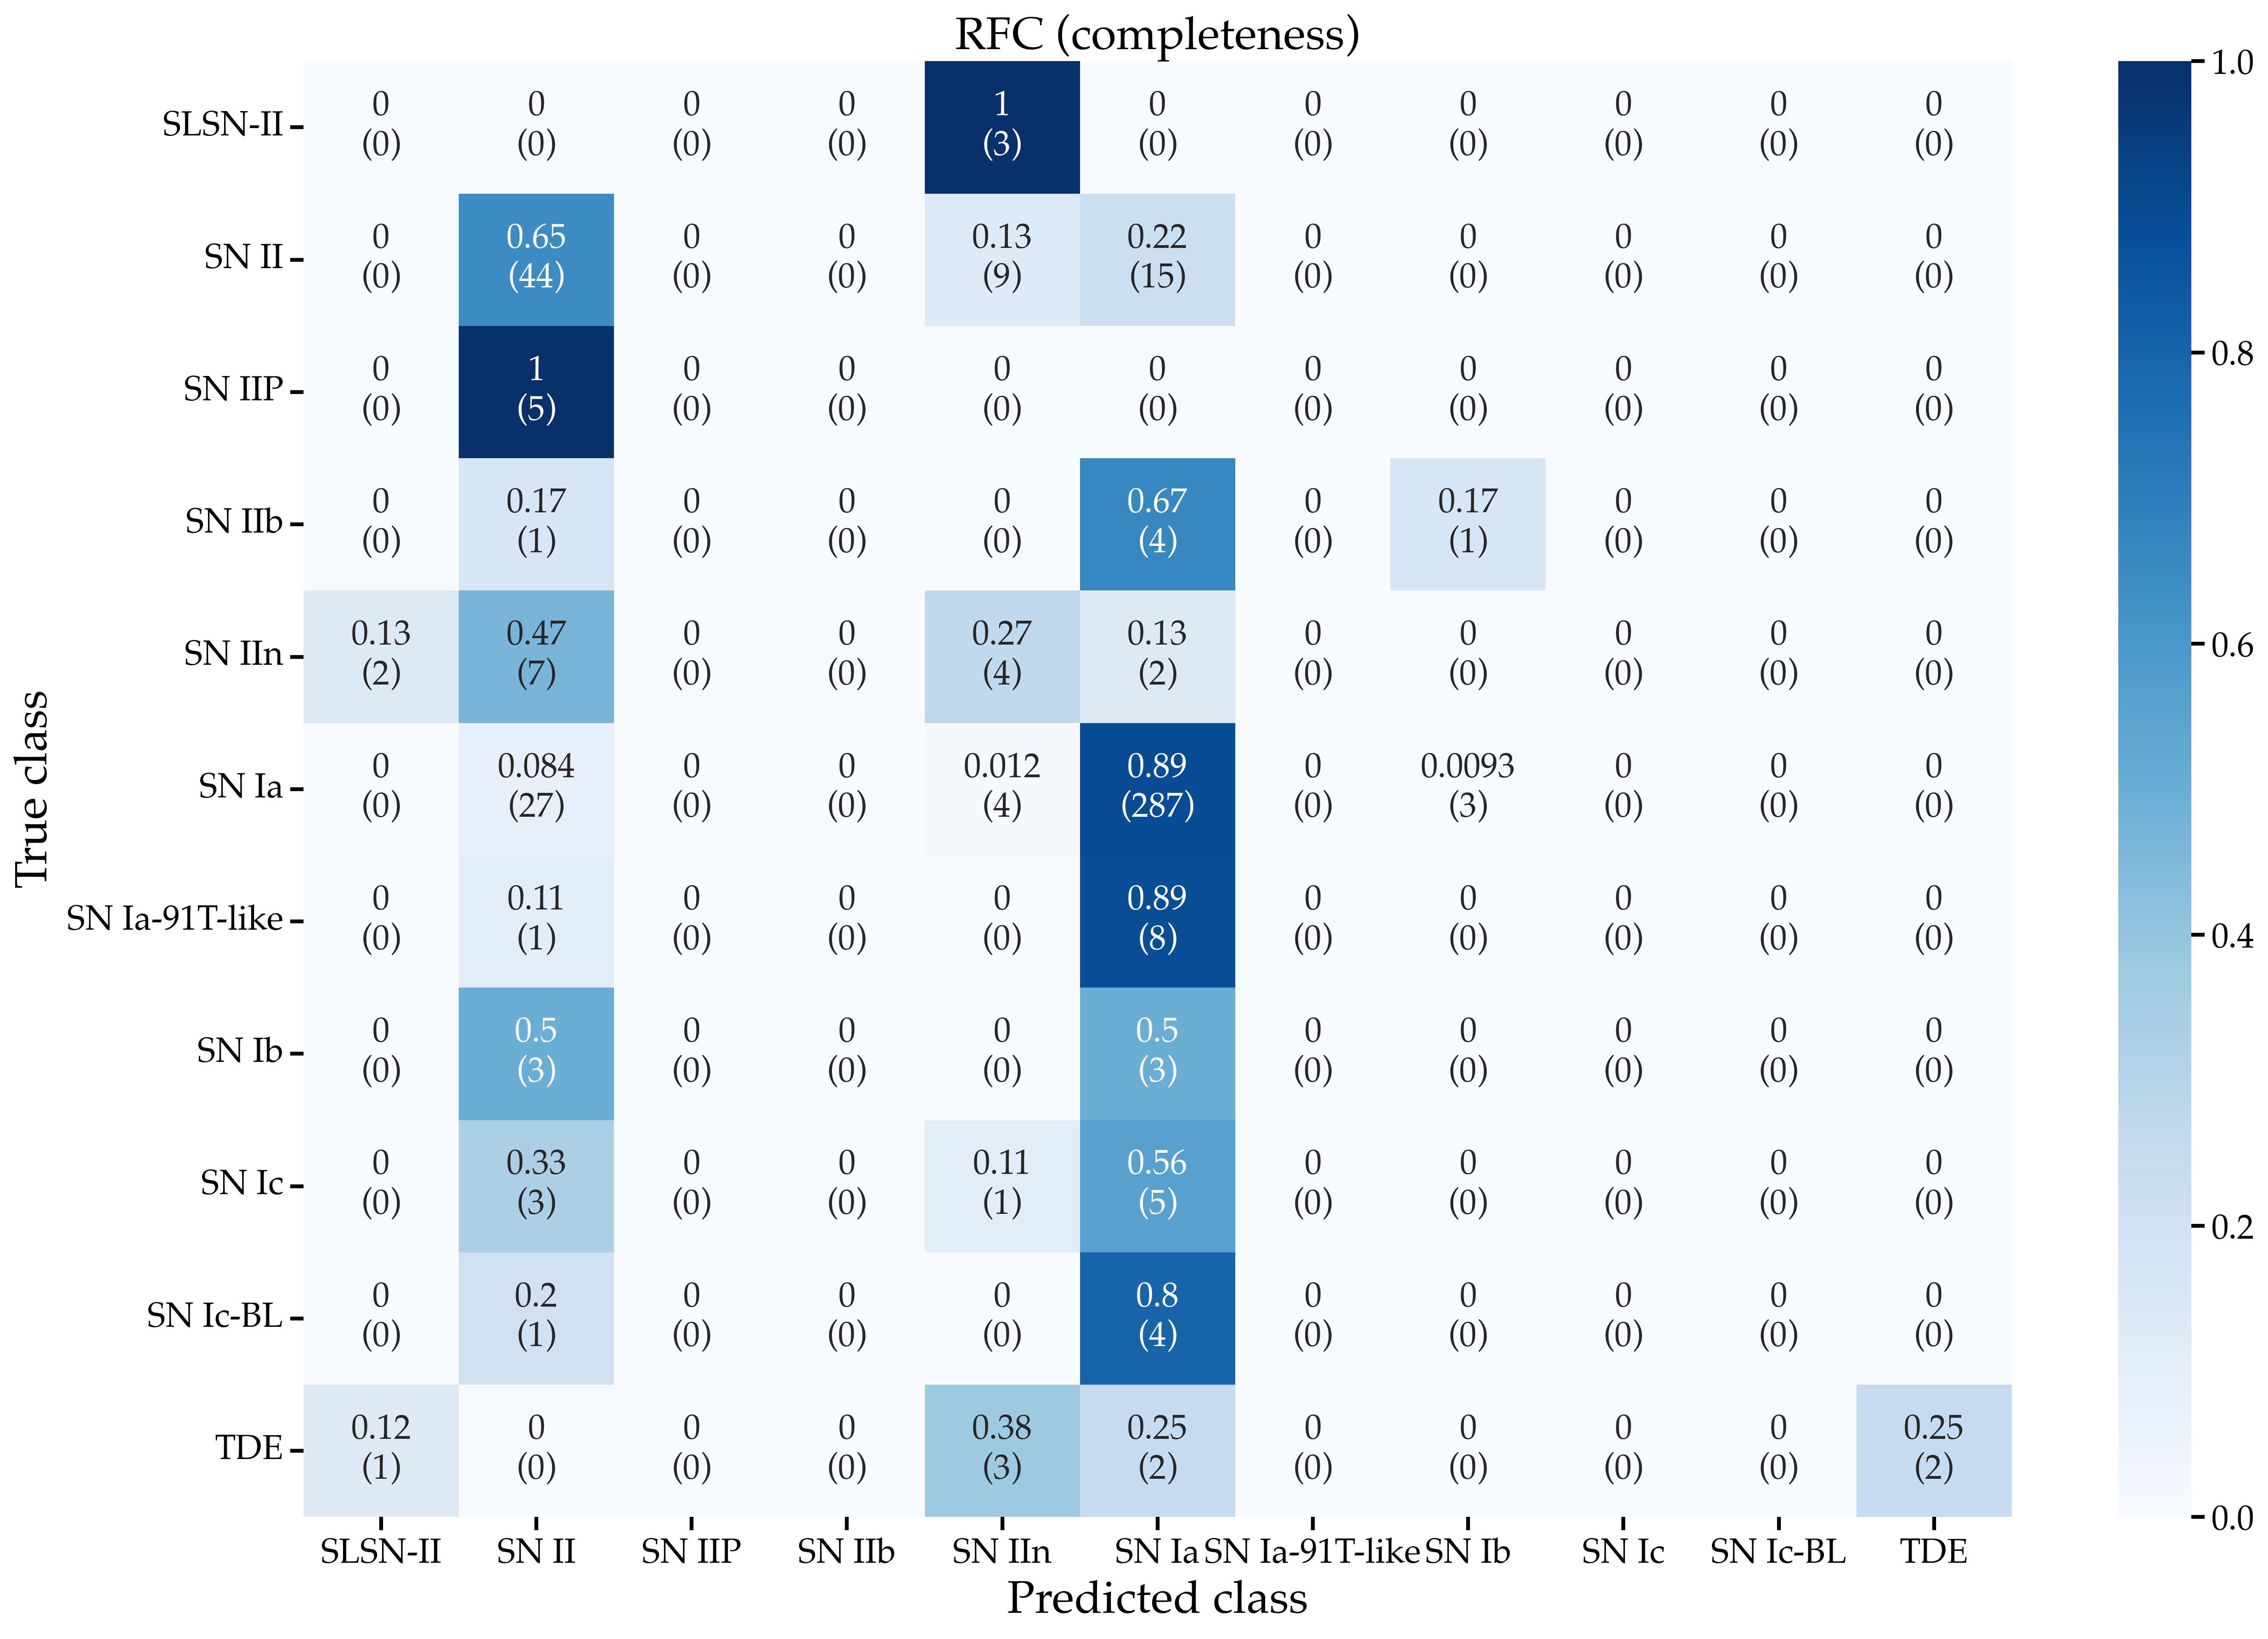 RFC (completeness)
SLSN-II 0 0 0 0 1 0 0 0 0 0 0
(0) (0) (0) (0) (3) (0) (0) (0) (0) (0) (0)
SN II 0 0.65 0 0 0.13 0.22 0 0 0 0 0
(0) (44) (0) (0) (9) (15) (0) (0) (0) (0) (0)
SN IIP 0 1 0 0 0 0 0 0 0 0 0
(0) (5) (0) (0) (0) (0) (0) (0) (0) (0) (0)
SN IIb 0 0.17 0 0 0 0.67 0 0.17 0 0 0
(0) (1) (0) (0) (0) (4) (0) (1) (0) (0) (0)
SN IIn 0.13 0.47 0 0 0.27 0.13 0 0 0 0 0
(2) (7) (0) (0) (4) (2) (0) (0) (0) (0) (0)
SN Ia 0 0.084 0 0 0.012 0.89 0 0.0093 0 0 0
(0) (27) (0) (0) (4) (287) (0) (3) (0) (0) (0)
SN Ia-91T-like 0 0.11 0 0 0 0.89 0 0 0 0 0
(0) (1) (0) (0) (0) (8) (0) (0) (0) (0) (0)
SN Ib 0 0.5 0 0 0 0.5 0 0 0 0 0
(0) (3) (0) (0) (0) (3) (0) (0) (0) (0) (0)
SN Ic 0 0.33 0 0 0.11 0.56 0 0 0 0 0
(0) (3) (0) (0) (1) (5) (0) (0) (0) (0) (0)
SN Ic-BL 0 0.2 0 0 0 0.8 0 0 0 0 0
(0) (1) (0) (0) (0) (4) (0) (0) (0) (0) (0)
TDE 0.12 0 0 0 0.38 0.25 0 0 0 0 0.25
(1) (0) (0) (0) (3) (2) (0) (0) (0) (0) (2)
SLSN-II SN II SN IIP SN IIb SN IIn SN Ia SN Ia-91T-like SN Ib SN Ic SN Ic-BL TDE
Predicted class
True class
1.0
0.8
0.6
0.4
0.2
0.0